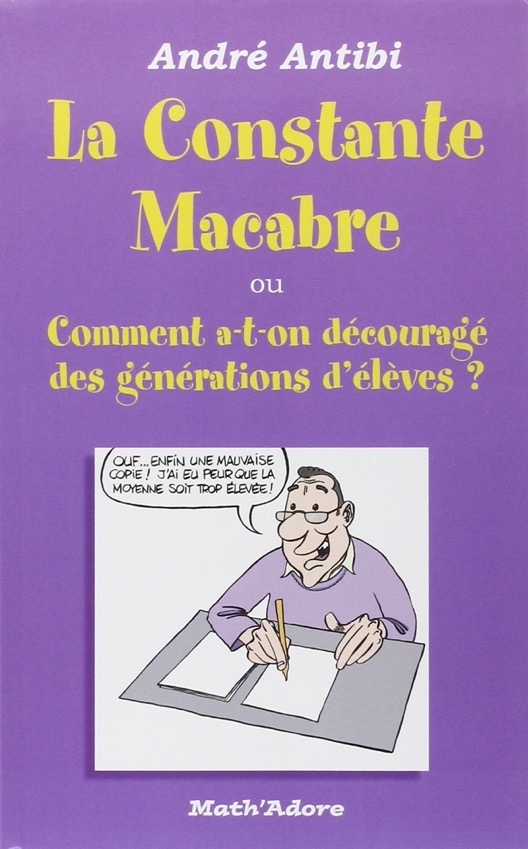 André Antibi
La Constante
Macabre
ou
Comment a-t-on découragé
des générations d'élèves ?
OUF... ENFIN UNE MAUVAISE
COPIE ! J'AI EU PEUR QUE LA
MOYENNE SOIT TROP ÉLEVÉE !
Math'Adore